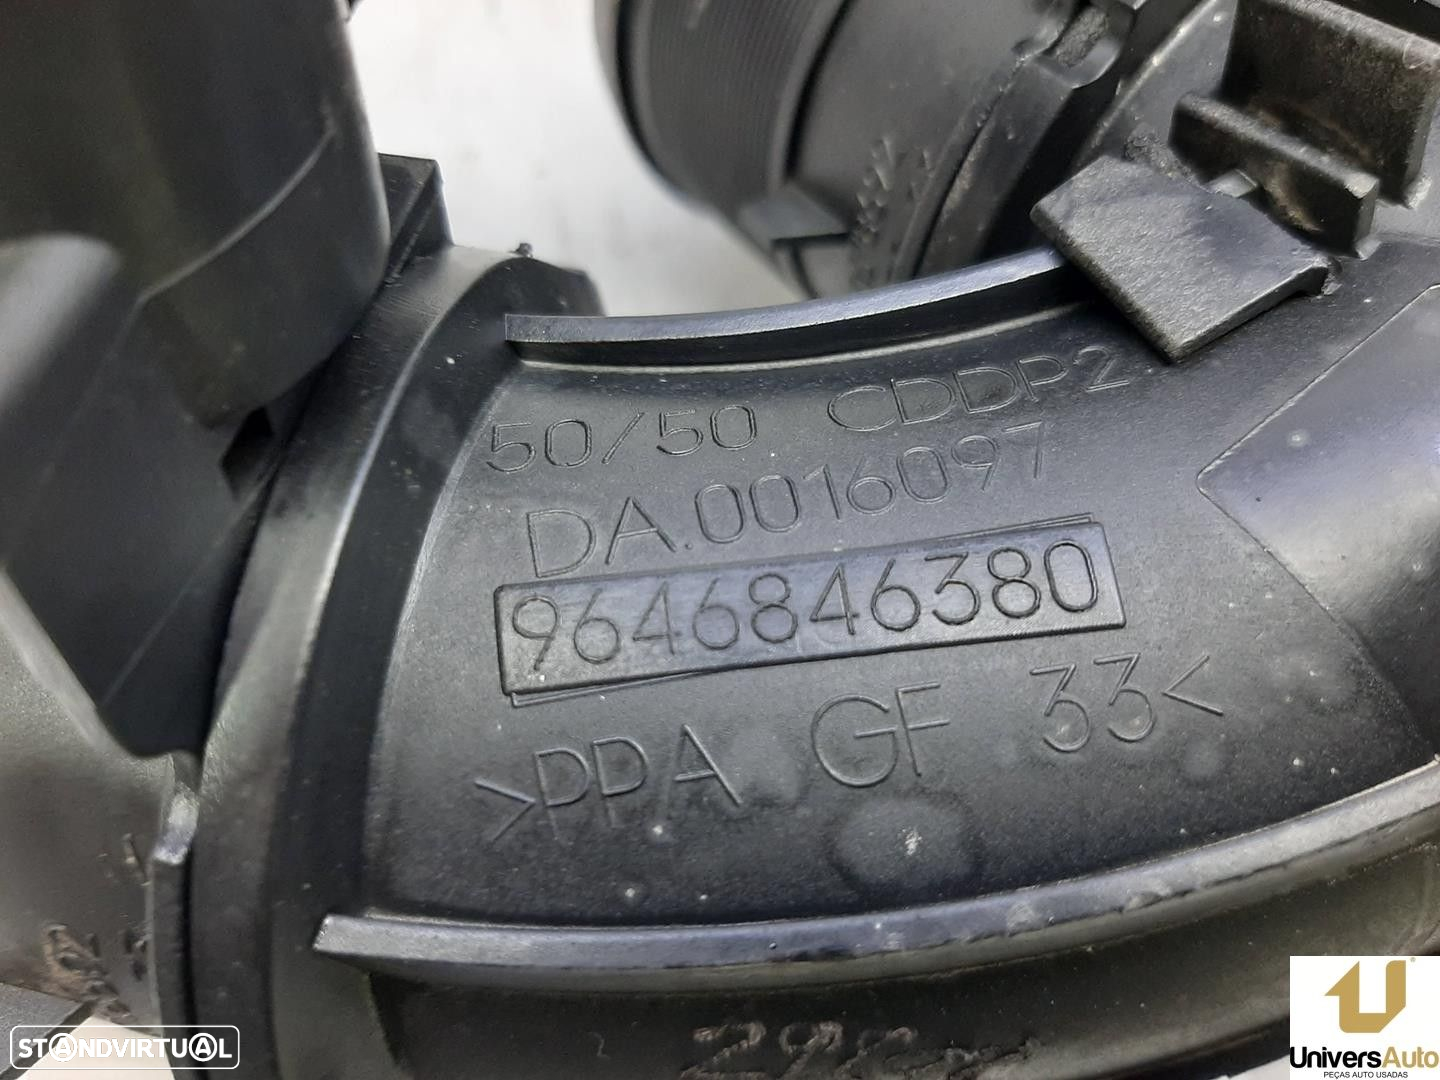 50/50 CDDP2
DA.0016097
9646846380
>PPA GF 33<
STANDVIRTUAL
UniversAuto
PEÇAS AUTO USADAS